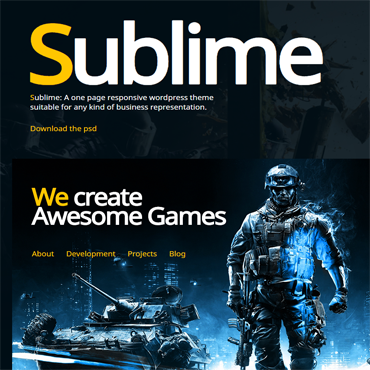 Sublime
Sublime: A one page responsive wordpress theme
suitable for any kind of business representation.
Download the psd
We create
Awesome Games
About Development Projects Blog